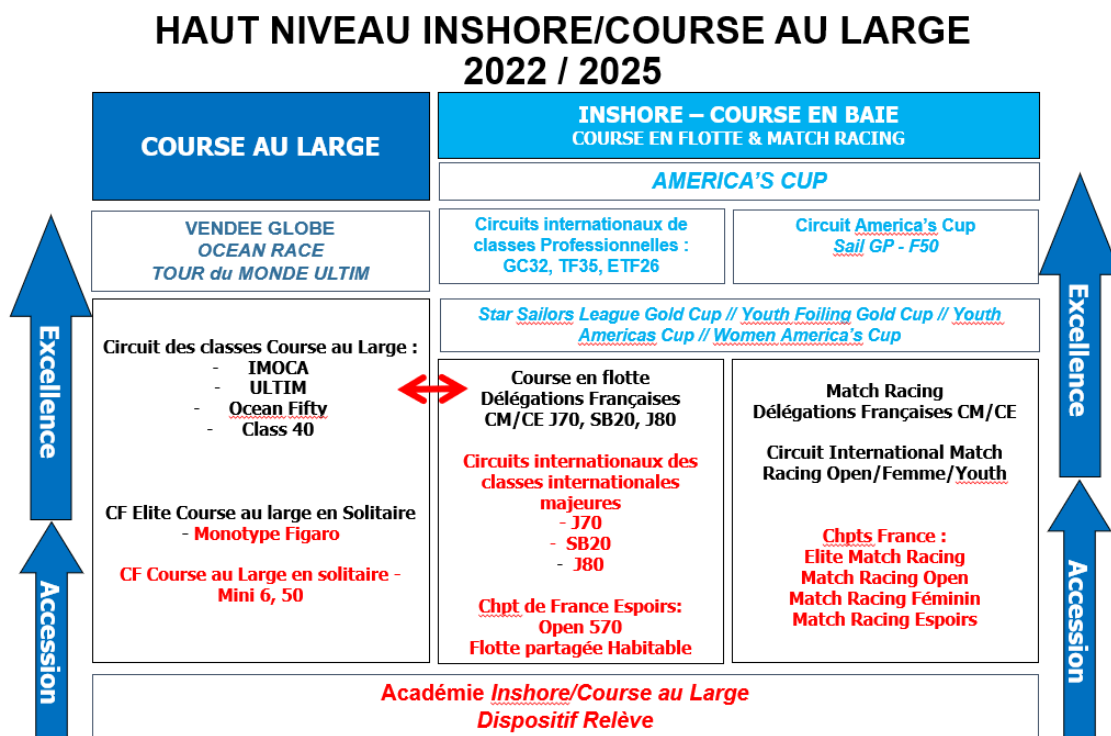 HAUT NIVEAU INSHORE/COURSE AU LARGE
2022 / 2025
COURSE AU LARGE
INSHORE – COURSE EN BAIE
COURSE EN FLOTTE & MATCH RACING
AMERICA'S CUP
VENDEE GLOBE
OCEAN RACE
TOUR du MONDE ULTIM
Circuits internationaux de
classes Professionnelles :
GC32, TF35, ETF26
Circuit America's Cup
Sail GP - F50
Star Sailors League Gold Cup // Youth Foiling Gold Cup // Youth
Americas Cup // Women America's Cup
Excellence
Accession
Circuit des classes Course au Large :
- IMOCA
- ULTIM
- Ocean Fifty
- Class 40
CF Elite Course au large en Solitaire
- Monotype Figaro
CF Course au Large en solitaire -
Mini 6, 50
Course en flotte
Délégations Françaises
CM/CE J70, SB20, J80
Circuits internationaux des
classes internationales
majeures
- J70
- SB20
- J80
Chpt de France Espoirs:
Open 570
Flotte partagée Habitable
Match Racing
Délégations Françaises CM/CE
Circuit International Match
Racing Open/Femme/Youth
Chpts France :
Elite Match Racing
Match Racing Open
Match Racing Féminin
Match Racing Espoirs
Excellence
Accession
Académie Inshore/Course au Large
Dispositif Relève